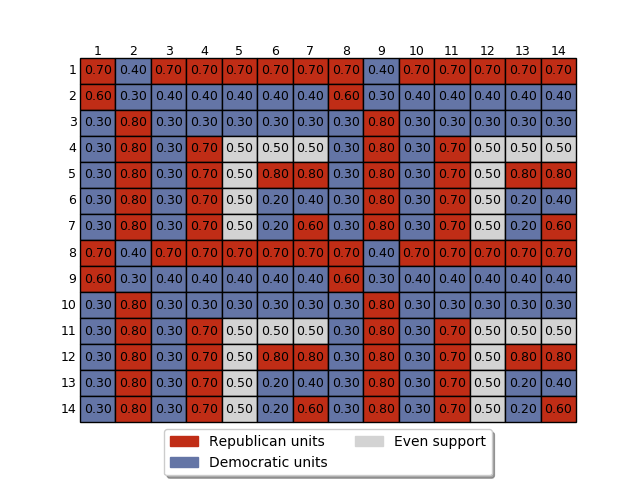 1 2 3 4 5 6 7 8 9 10 11 12 13 14
1 0.70 0.40 0.70 0.70 0.70 0.70 0.70 0.70 0.40 0.70 0.70 0.70 0.70 0.70
2 0.60 0.30 0.40 0.40 0.40 0.40 0.40 0.60 0.30 0.40 0.40 0.40 0.40 0.40
3 0.30 0.80 0.30 0.30 0.30 0.30 0.30 0.30 0.80 0.30 0.30 0.30 0.30 0.30
4 0.30 0.80 0.30 0.70 0.50 0.50 0.50 0.30 0.80 0.30 0.70 0.50 0.50 0.50
5 0.30 0.80 0.30 0.70 0.50 0.80 0.80 0.30 0.80 0.30 0.70 0.50 0.80 0.80
6 0.30 0.80 0.30 0.70 0.50 0.20 0.40 0.30 0.80 0.30 0.70 0.50 0.20 0.40
7 0.30 0.80 0.30 0.70 0.50 0.20 0.60 0.30 0.80 0.30 0.70 0.50 0.20 0.60
8 0.70 0.40 0.70 0.70 0.70 0.70 0.70 0.70 0.40 0.70 0.70 0.70 0.70 0.70
9 0.60 0.30 0.40 0.40 0.40 0.40 0.40 0.60 0.30 0.40 0.40 0.40 0.40 0.40
10 0.30 0.80 0.30 0.30 0.30 0.30 0.30 0.30 0.80 0.30 0.30 0.30 0.30 0.30
11 0.30 0.80 0.30 0.70 0.50 0.50 0.50 0.30 0.80 0.30 0.70 0.50 0.50 0.50
12 0.30 0.80 0.30 0.70 0.50 0.80 0.80 0.30 0.80 0.30 0.70 0.50 0.80 0.80
13 0.30 0.80 0.30 0.70 0.50 0.20 0.40 0.30 0.80 0.30 0.70 0.50 0.20 0.40
14 0.30 0.80 0.30 0.70 0.50 0.20 0.60 0.30 0.80 0.30 0.70 0.50 0.20 0.60
Republican units Even support
Democratic units